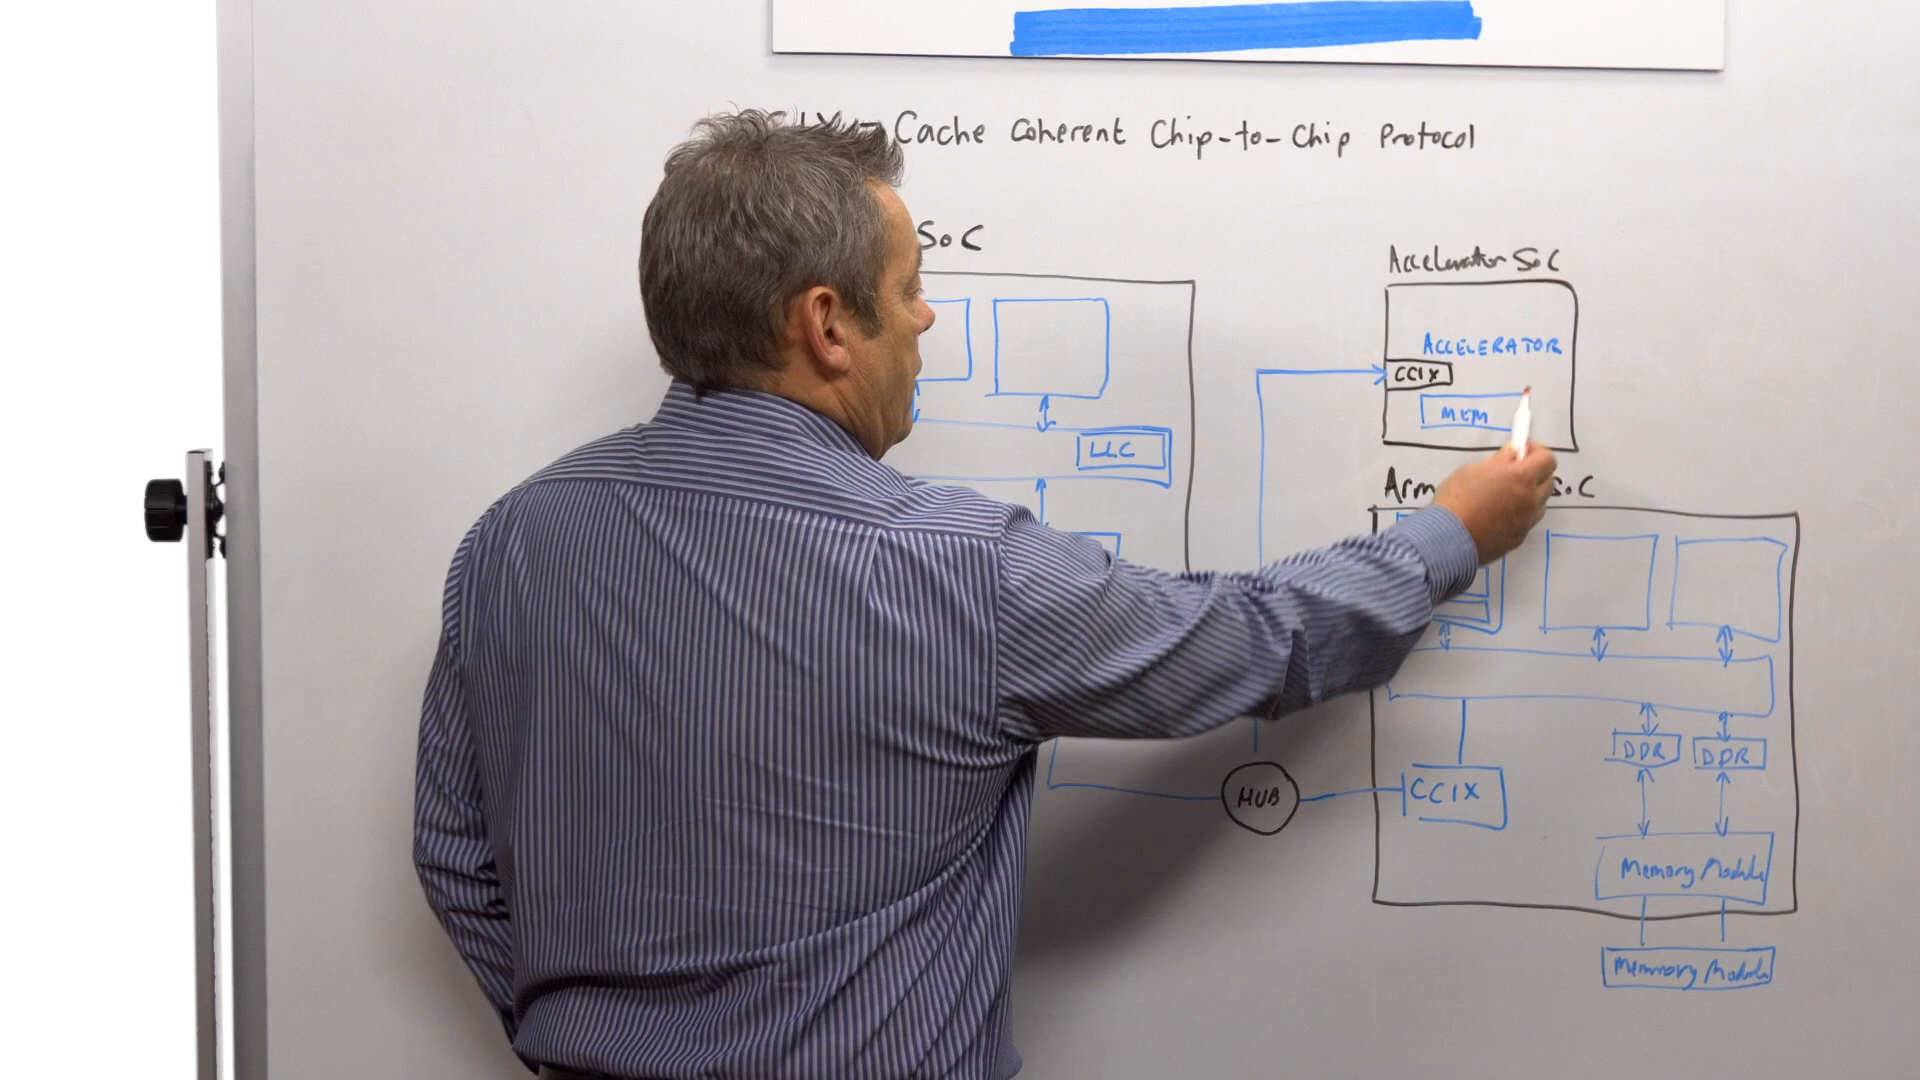 Cache Coherent Chip-to-Chip Protocol
SoC
Accelerator SoC
ACCELERATOR
CCIX
MEM
LLC
Arm SoC
DDR DDR
HUB
CCIX
Memory Module
Memmory Module